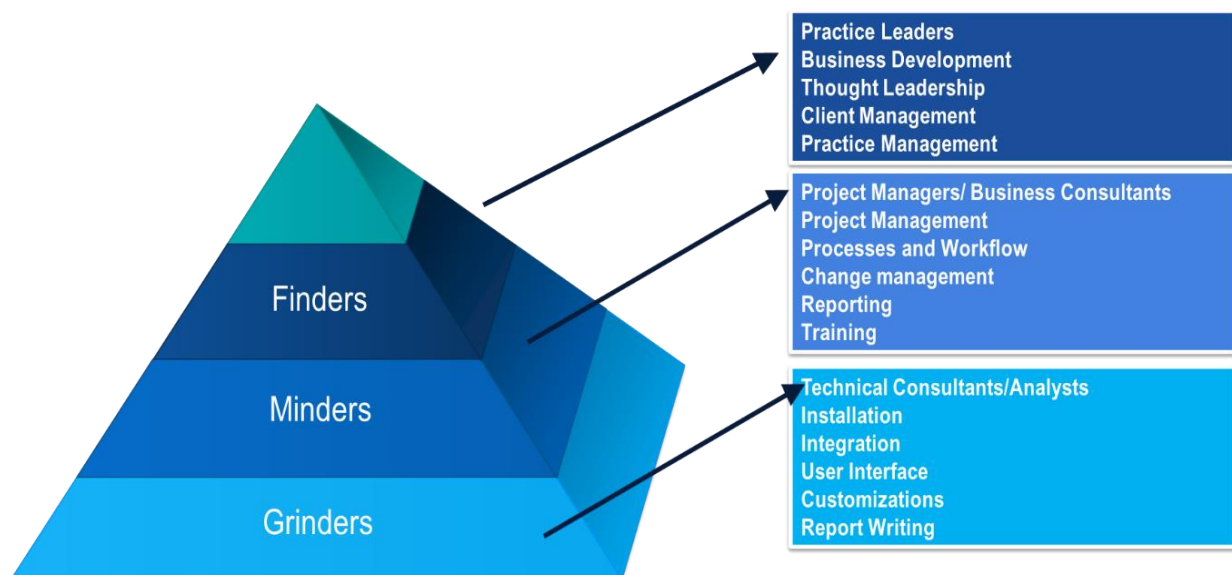 Practice Leaders
Business Development
Thought Leadership
Client Management
Practice Management
Project Managers/ Business Consultants
Project Management
Processes and Workflow
Change management
Reporting
Training
Technical Consultants/Analysts
Installation
Integration
User Interface
Customizations
Report Writing
Finders
Minders
Grinders